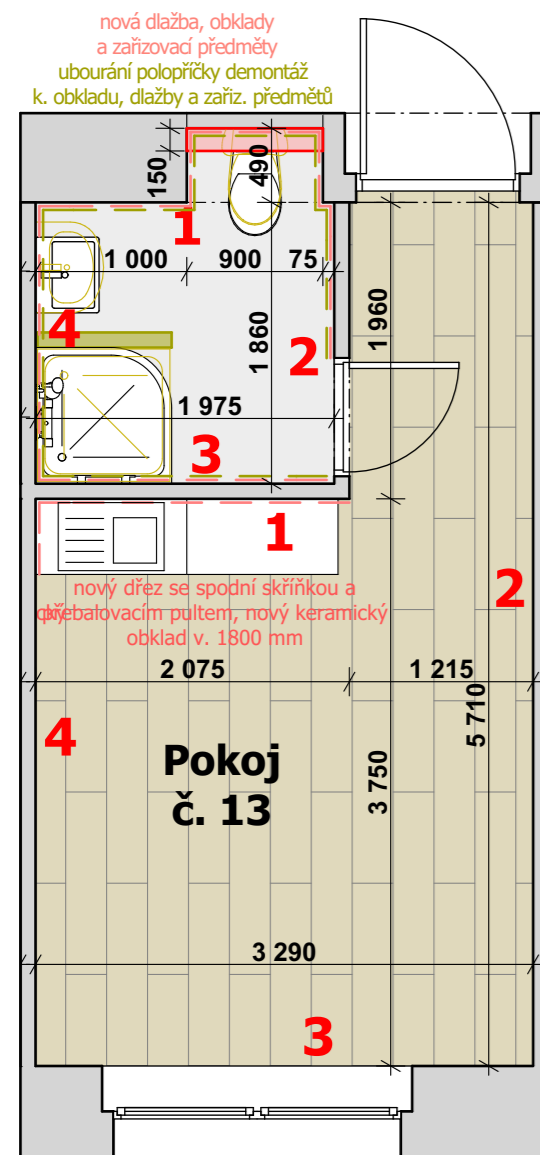 nová dlažba, obklady
a zařizovací předměty
ubourání polopříčky demontáž
k. obkladu, dlažby a zařiz. předmětů
150
490
1
1 000
900
75
1 960
4
1 860
2
1 975
3
1
2
nový dřez se spodní skříňkou a
přebalovacím pultem, nový keramický
obklad v. 1800 mm
2 075
1 215
4
5 710
Pokoj
č. 13
3 750
3 290
3